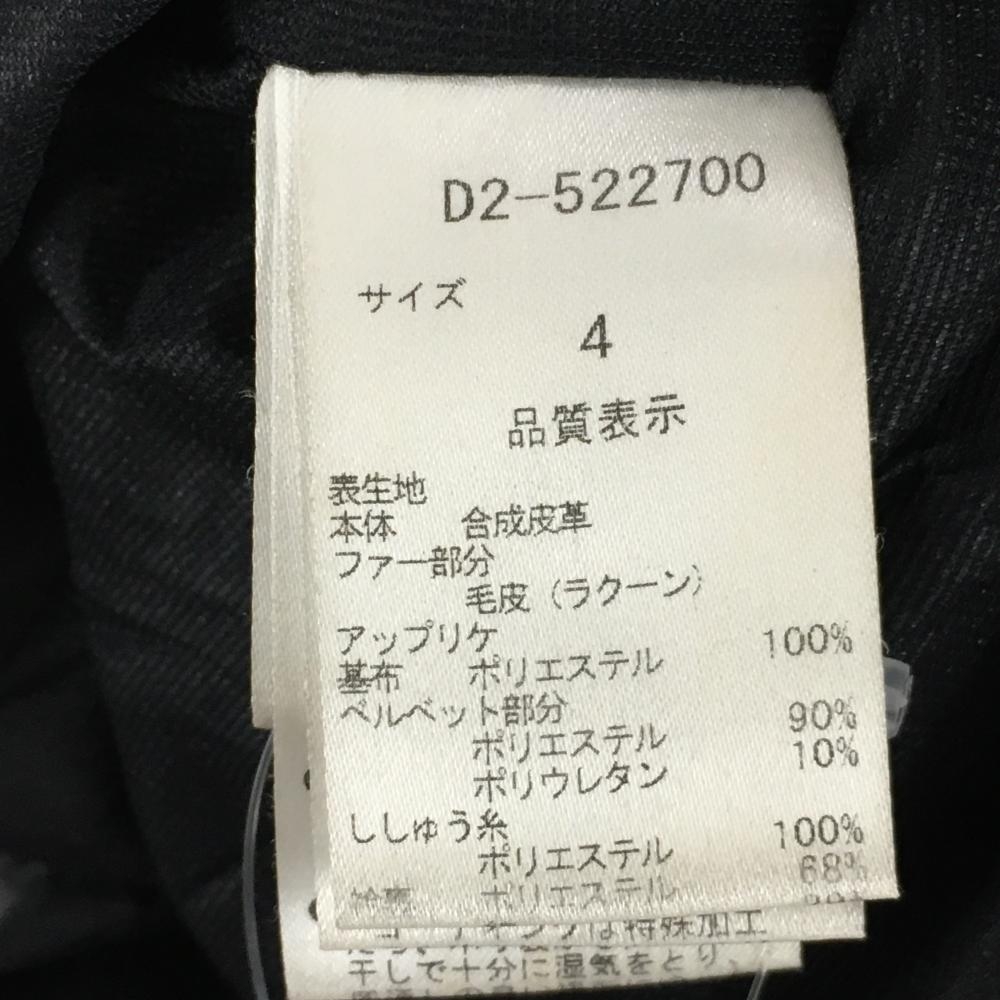 D2-522700
サイズ
4
品質表示
表生地
本体 合成皮革
ファー部分
毛皮（ラクーン）
アップリケ
基布 ポリエステル 100%
ベルベット部分
ポリエステル 90%
ポリウレタン 10%
ししゅう糸
ポリエステル 100%
ポリエステル 68%
は特殊加工
干しで十分に湿気をとり、